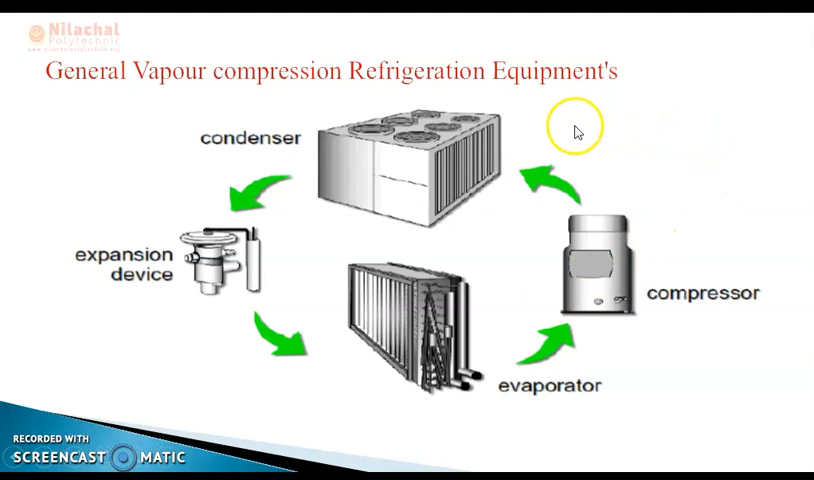 Nilachal
Polytechnic
General Vapour compression Refrigeration Equipment's
condenser
expansion
device
compressor
evaporator
RECORDED WITH
SCREENCAST MATIC